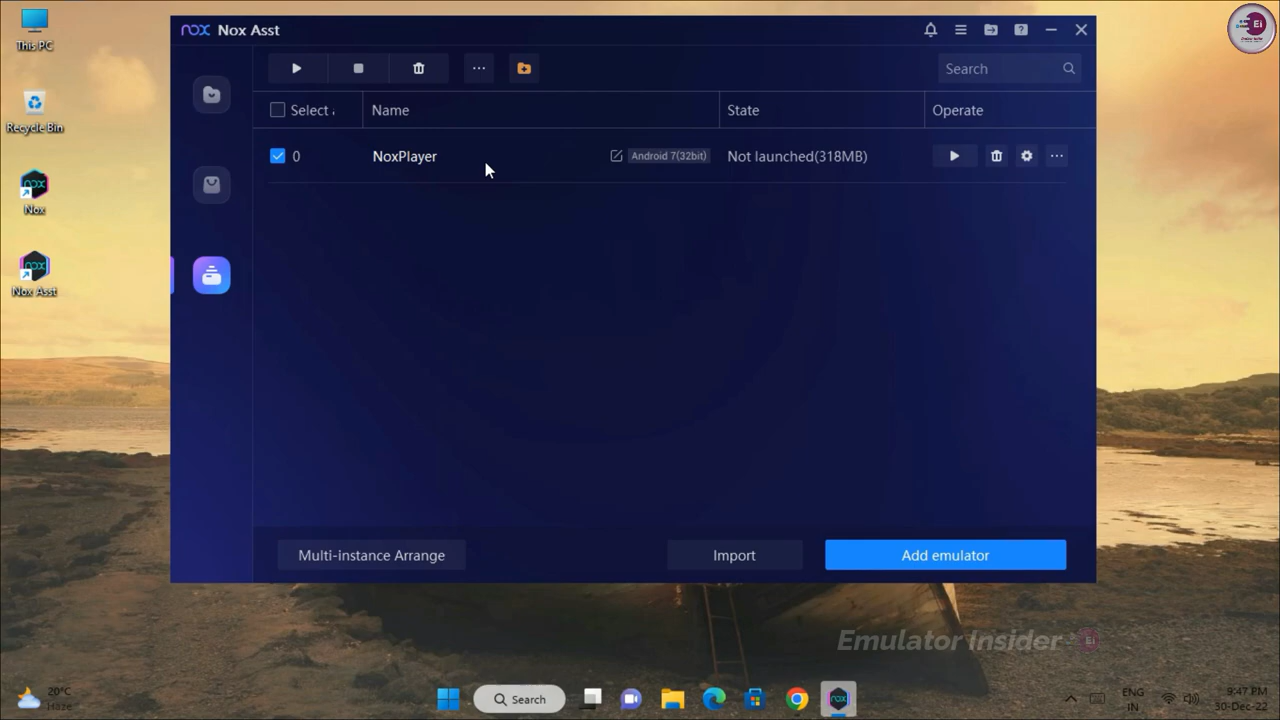 This PC
Recycle Bin
Nox
Nox Asst
nox Nox Asst
Search
Select
Name
State
Operate
0
NoxPlayer
Android 7(32bit)
Not launched(318MB)
Multi-instance Arrange
Import
Add emulator
Emulator Insider Ei
Ei
20°C
Haze
Search
ENG
IN
9:47 PM
30-Dec-22